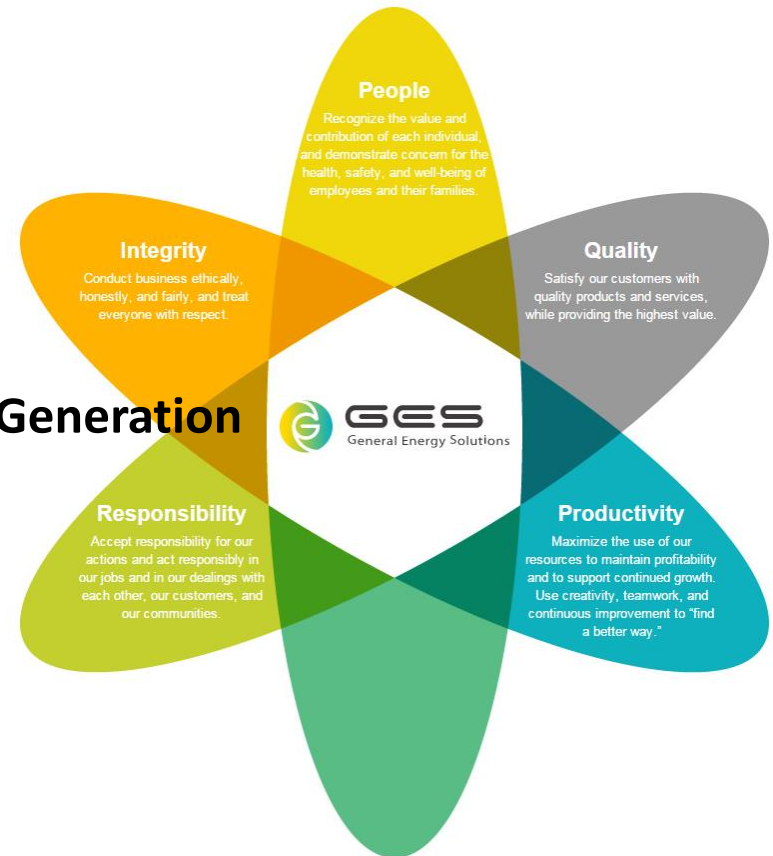 People
Recognize the value and
contribution of each individual,
and demonstrate concern for the
health, safety, and well-being of
employees and their families.
Integrity
Conduct business ethically,
honestly, and fairly, and treat
everyone with respect.
Quality
Satisfy our customers with
quality products and services,
while providing the highest value.
Generation
GES
General Energy Solutions
Responsibility
Accept responsibility for our
actions and act responsibly in
our jobs and in our dealings with
each other, our customers, and
our communities.
Productivity
Maximize the use of our
resources to maintain profitability
and to support continued growth.
Use creativity, teamwork, and
continuous improvement to “find
a better way.”